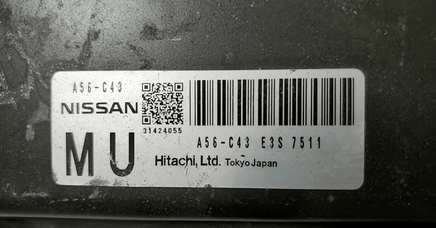 A56-C43
NISSAN
31424055
MU
A56-C43 E3S 7511
Hitachi, Ltd. Tokyo Japan